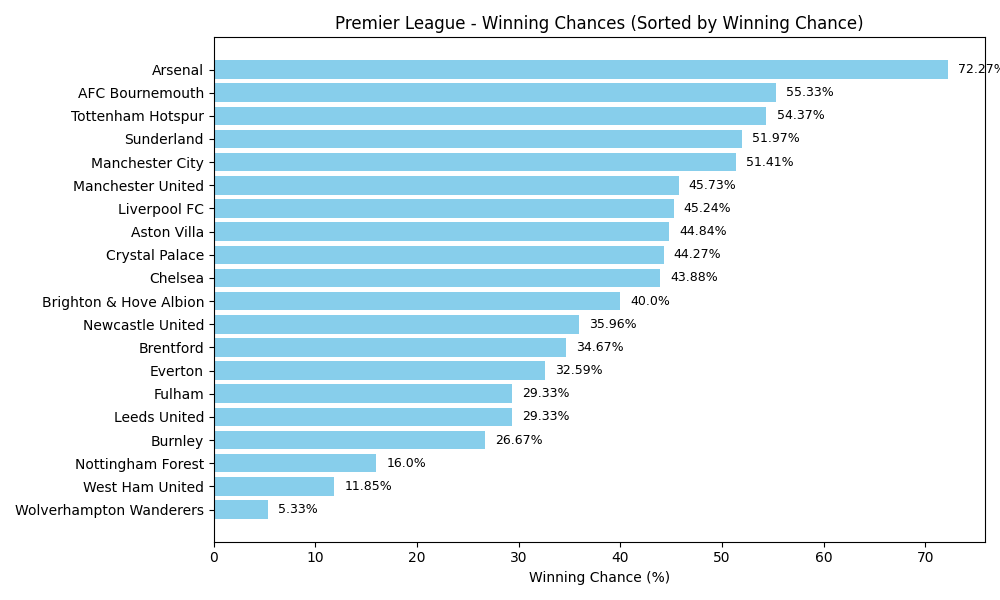 Premier League - Winning Chances (Sorted by Winning Chance)
Arsenal 72.27%
AFC Bournemouth 55.33%
Tottenham Hotspur 54.37%
Sunderland 51.97%
Manchester City 51.41%
Manchester United 45.73%
Liverpool FC 45.24%
Aston Villa 44.84%
Crystal Palace 44.27%
Chelsea 43.88%
Brighton & Hove Albion 40.0%
Newcastle United 35.96%
Brentford 34.67%
Everton 32.59%
Fulham 29.33%
Leeds United 29.33%
Burnley 26.67%
Nottingham Forest 16.0%
West Ham United 11.85%
Wolverhampton Wanderers 5.33%
0 10 20 30 40 50 60 70
Winning Chance (%)